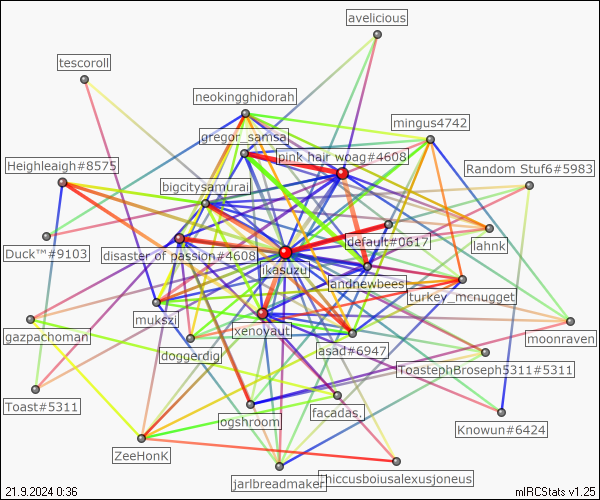 avelicious
tescoroll
neokingghidorah
mingus4742
gregor_samsa
pink hair woag#4608
Heighleaigh#8575
Random Stuf6#5983
bigcitysamurai
default#0617
lahnk
Duck™#9103
disaster of passion#4608
ikasuzu
andnewbees
turkey_mcnugget
mukszi
xenovaut
gazpachoman
moonraven
doggerdig
asad#6947
ToastephBroseph5311#5311
Toast#5311
facadas.
ogshroom
Knowun#6424
ZeeHonK
jarlbreadmaker
thiccusboiusalexusjoneus
21.9.2024 0:36
mIRCStats v1.25